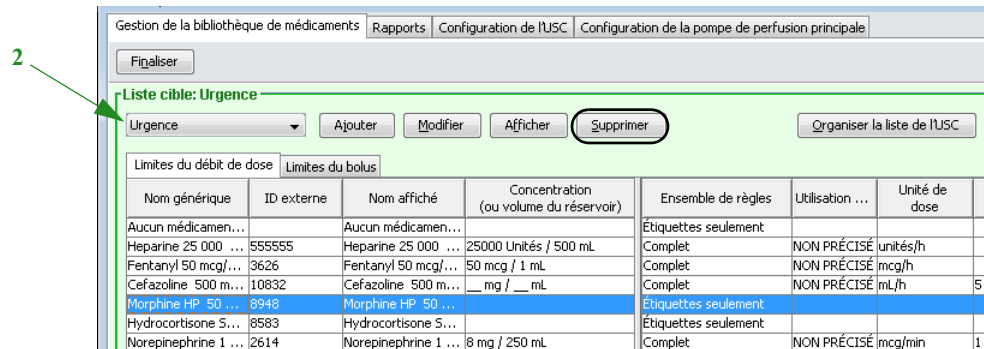 Gestion de la bibliothèque de médicaments Rapports Configuration de l'USC Configuration de la pompe de perfusion principale
2
Finaliser
Liste cible: Urgence
Urgence Ajouter Modifier Afficher Supprimer Organiser la liste de l'USC
Limites du débit de dose Limites du bolus
Nom générique ID externe Nom affiché Concentration (ou volume du réservoir) Ensemble de règles Utilisation ... Unité de dose
Aucun médicamen... Aucun médicamen... Étiquettes seulement
Heparine 25 000 ... 555555 Heparine 25 000 ... 25000 Unités / 500 mL Complet NON PRÉCISÉ unités/h
Fentanyl 50 mcg/... 3626 Fentanyl 50 mcg/... 50 mcg / 1 mL Complet NON PRÉCISÉ mcg/h
Cefazoline 500 m... 10832 Cefazoline 500 m... __ mg / __ mL Complet NON PRÉCISÉ mL/h 5
Morphine HP 50 ... 8948 Morphine HP 50 ... Étiquettes seulement
Hydrocortisone S... 8583 Hydrocortisone S... Étiquettes seulement
Norepinephrine 1 ... 2614 Norepinephrine 1 ... 8 mg / 250 mL Complet NON PRÉCISÉ mcg/min 1